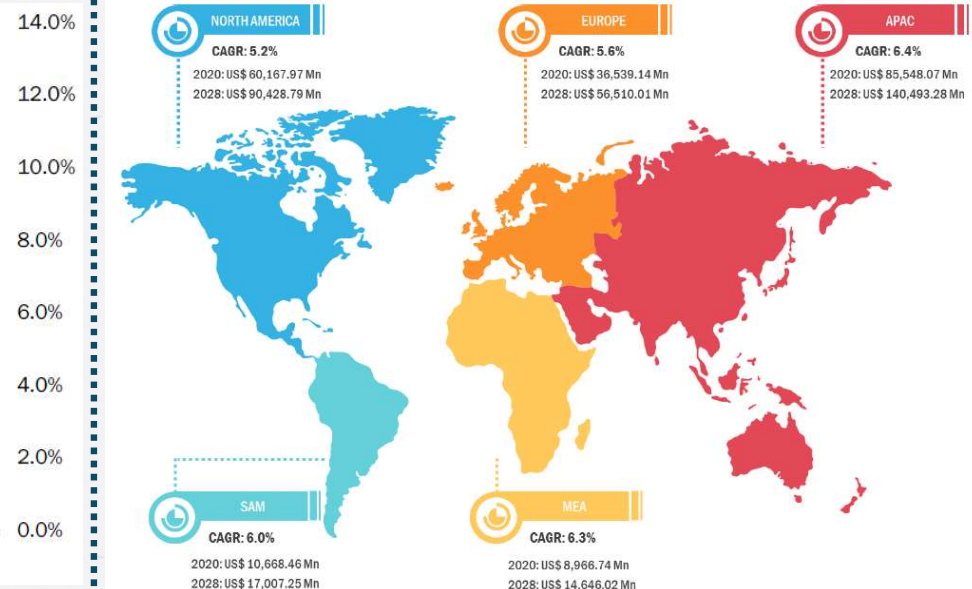 14.0%
12.0%
10.0%
8.0%
6.0%
4.0%
2.0%
0.0%
NORTH AMERICA
CAGR: 5.2%
2020: US$ 60,167.97 Mn
2028: US$ 90,428.79 Mn
EUROPE
CAGR: 5.6%
2020: US$ 36,539.14 Mn
2028: US$ 56,510.01 Mn
APAC
CAGR: 6.4%
2020: US$ 85,548.07 Mn
2028: US$ 140,493.28 Mn
SAM
CAGR: 6.0%
2020: US$ 10,668.46 Mn
2028: US$ 17,007.25 Mn
MEA
CAGR: 6.3%
2020: US$ 8,966.74 Mn
2028: US$ 14,646.02 Mn